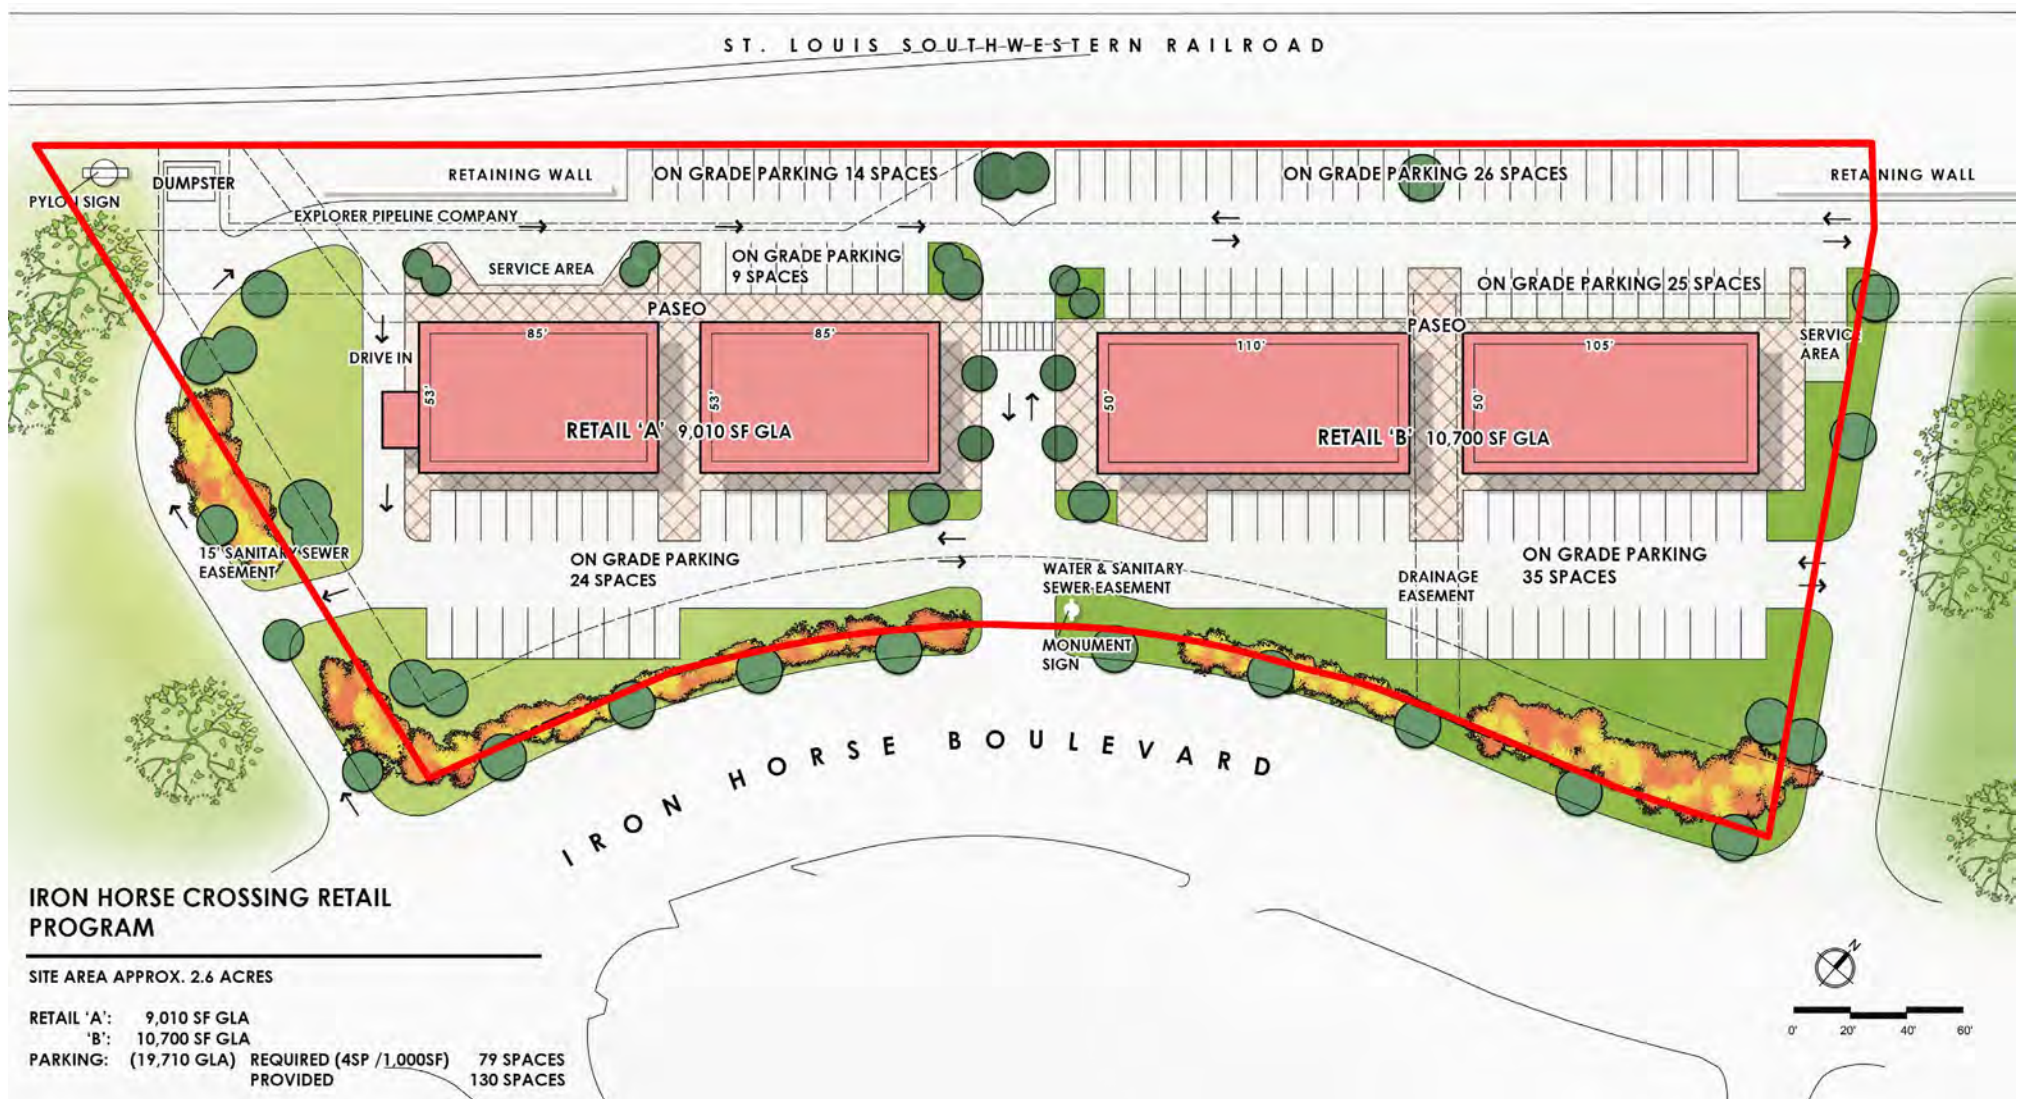 ST. LOUIS SOUTHWESTERN RAILROAD
PYLON SIGN
DUMPSTER
RETAINING WALL
ON GRADE PARKING 14 SPACES
ON GRADE PARKING 26 SPACES
RETAINING WALL
EXPLORER PIPELINE COMPANY
SERVICE AREA
ON GRADE PARKING
9 SPACES
ON GRADE PARKING 25 SPACES
PASEO
PASEO
DRIVE IN
85'
85'
110'
105'
SERVICE
AREA
53'
53'
50'
50'
RETAIL 'A' 9,010 SF GLA
RETAIL 'B' 10,700 SF GLA
15' SANITARY SEWER
EASEMENT
ON GRADE PARKING
24 SPACES
WATER & SANITARY
SEWER EASEMENT
DRAINAGE
EASEMENT
ON GRADE PARKING
35 SPACES
MONUMENT
SIGN
IRON HORSE BOULEVARD
IRON HORSE CROSSING RETAIL
PROGRAM
SITE AREA APPROX. 2.6 ACRES
RETAIL 'A': 9,010 SF GLA
'B': 10,700 SF GLA
PARKING: (19,710 GLA) REQUIRED (4SP /1,000SF) 79 SPACES
PROVIDED 130 SPACES
N
0' 20' 40' 60'